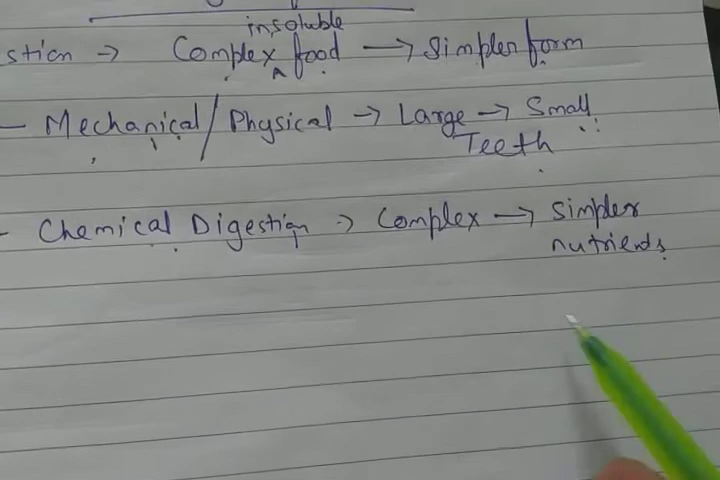 insoluble
stion -> Complex ^ food -> Simpler form
- Mechanical/Physical -> Large -> Small
Teeth
- Chemical Digestion -> Complex -> Simpler
nutrients